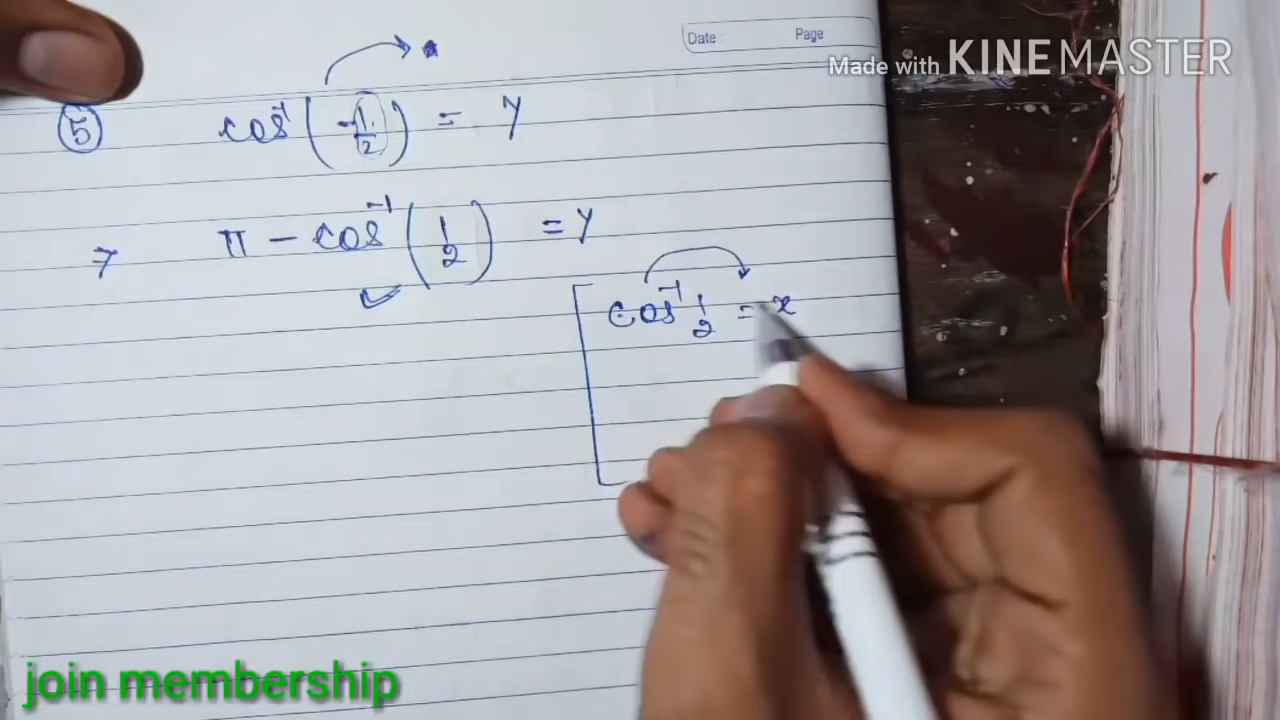 Date Page
Made with KINEMASTER
⑤ cos⁻¹(-1/2) = y
⇒ π - cos⁻¹(1/2) = y
cos⁻¹ 1/2 = x
join membership